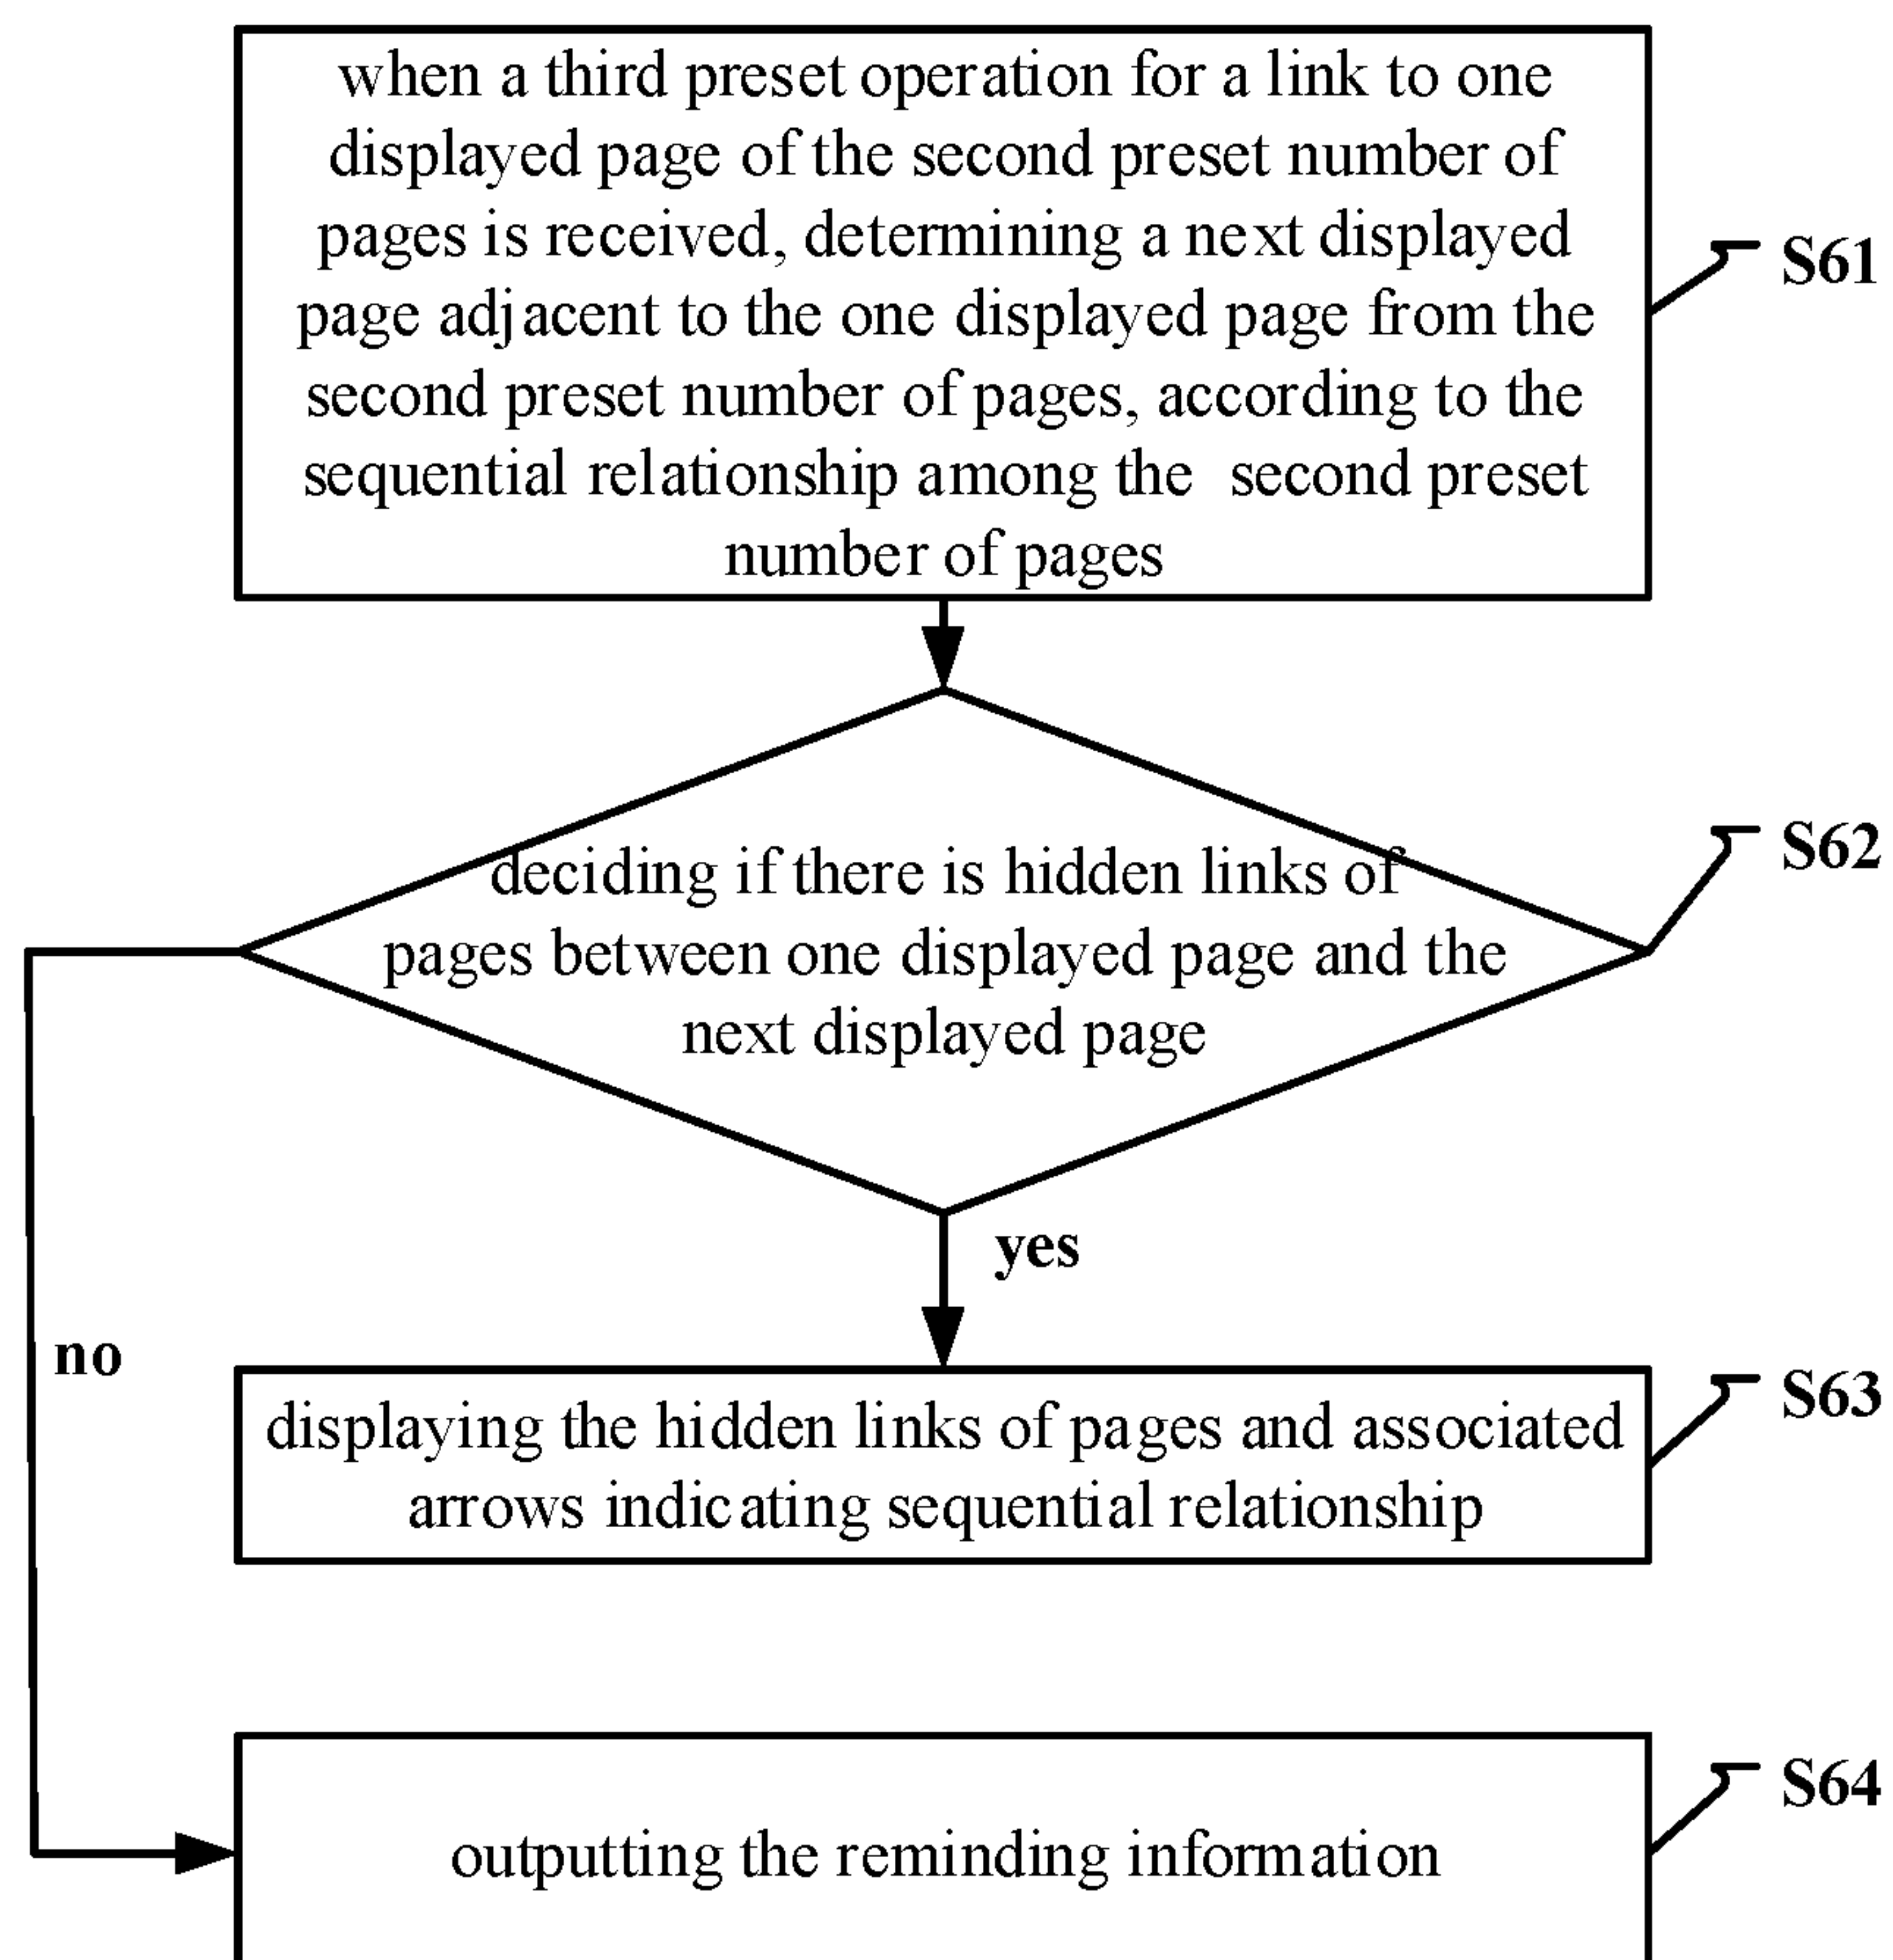 when a third preset operation for a link to one
displayed page of the second preset number of
pages is received, determining a next displayed
page adjacent to the one displayed page from the
second preset number of pages, according to the
sequential relationship among the second preset
number of pages
S61
deciding if there is hidden links of
pages between one displayed page and the
next displayed page
S62
yes
no
displaying the hidden links of pages and associated
arrows indicating sequential relationship
S63
outputting the reminding information
S64